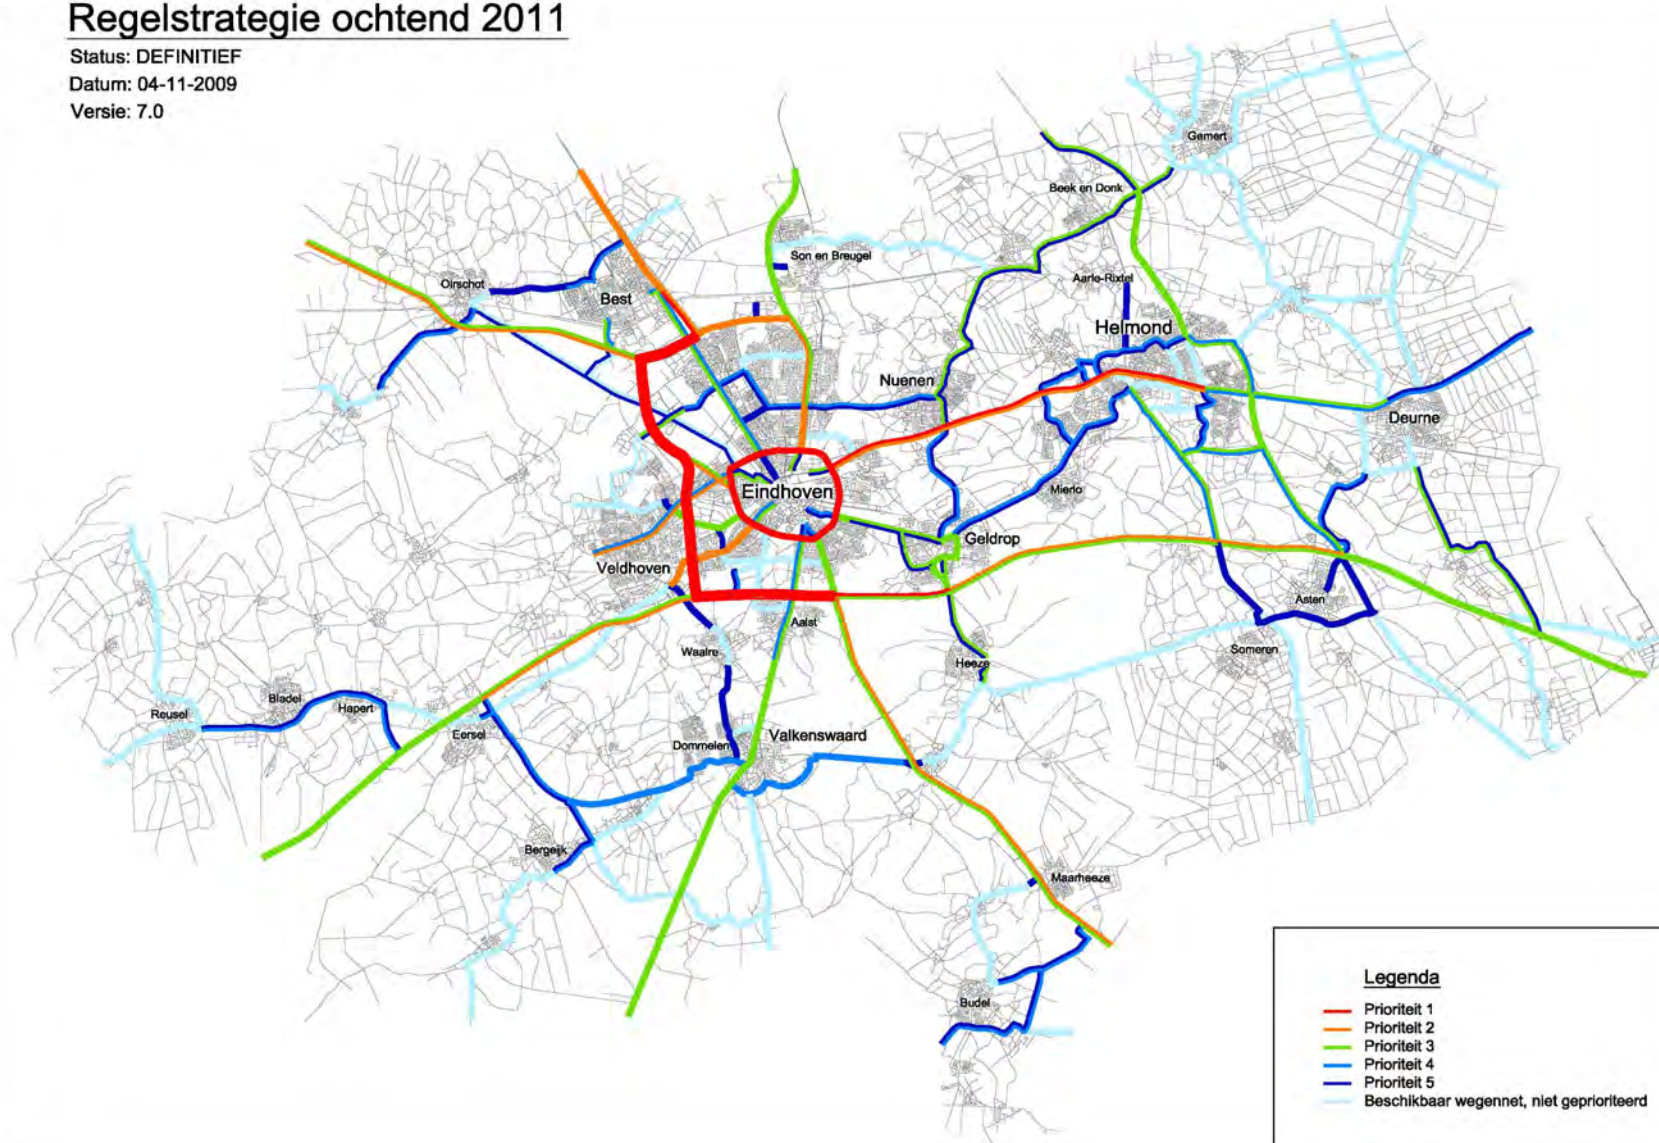 Regelstrategie ochtend 2011
Status: DEFINITIEF
Datum: 04-11-2009
Versie: 7.0
Gemert
Beek en Donk
Son en Breugel
Aarle-Rixtel
Oirschot
Best
Helmond
Nuenen
Deurne
Eindhoven
Mierlo
Geldrop
Veldhoven
Asten
Aalst
Waalre
Someren
Heeze
Bladel
Hapert
Reusel
Eersel
Valkenswaard
Dommelen
Bergeijk
Maarheeze
Budel
Legenda
Prioriteit 1
Prioriteit 2
Prioriteit 3
Prioriteit 4
Prioriteit 5
Beschikbaar wegennet, niet geprioriteerd